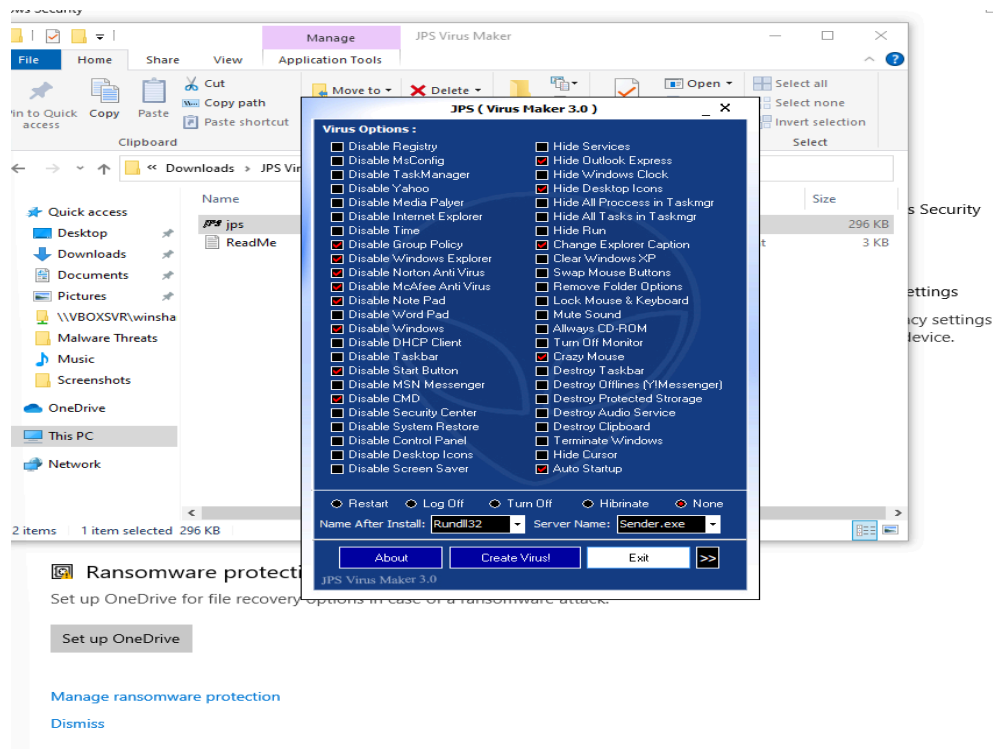 ows Security
Manage
JPS Virus Maker
File
Home
Share
View
Application Tools
Pin to Quick access
Copy
Paste
Cut
Copy path
Paste shortcut
Move to
Delete
Open
Select all
Select none
Invert selection
Clipboard
Select
« Downloads › JPS Vir
Name
Size
jps
296 KB
ReadMe
t
3 KB
Quick access
Desktop
Downloads
Documents
Pictures
\\VBOXSVR\winsha
Malware Threats
Music
Screenshots
OneDrive
This PC
Network
2 items
1 item selected 296 KB
JPS ( Virus Maker 3.0 )
Virus Options :
Disable Registry
Disable MsConfig
Disable TaskManager
Disable Yahoo
Disable Media Palyer
Disable Internet Explorer
Disable Time
Disable Group Policy
Disable Windows Explorer
Disable Norton Anti Virus
Disable McAfee Anti Virus
Disable Note Pad
Disable Word Pad
Disable Windows
Disable DHCP Client
Disable Taskbar
Disable Start Button
Disable MSN Messenger
Disable CMD
Disable Security Center
Disable System Restore
Disable Control Panel
Disable Desktop Icons
Disable Screen Saver
Hide Services
Hide Outlook Express
Hide Windows Clock
Hide Desktop Icons
Hide All Proccess in Taskmgr
Hide All Tasks in Taskmgr
Hide Run
Change Explorer Caption
Clear Windows XP
Swap Mouse Buttons
Remove Folder Options
Lock Mouse & Keyboard
Mute Sound
Allways CD-ROM
Turn Off Monitor
Crazy Mouse
Destroy Taskbar
Destroy Offlines (Y!Messenger)
Destroy Protected Strorage
Destroy Audio Service
Destroy Clipboard
Terminate Windows
Hide Cursor
Auto Startup
Restart
Log Off
Turn Off
Hibrinate
None
Name After Install: Rundll32
Server Name: Sender.exe
About
Create Virus!
Exit
>>
JPS Virus Maker 3.0
s Security
ettings
cy settings
device.
Ransomware protecti
Set up OneDrive for file recovery options in case of a ransomware attack.
Set up OneDrive
Manage ransomware protection
Dismiss